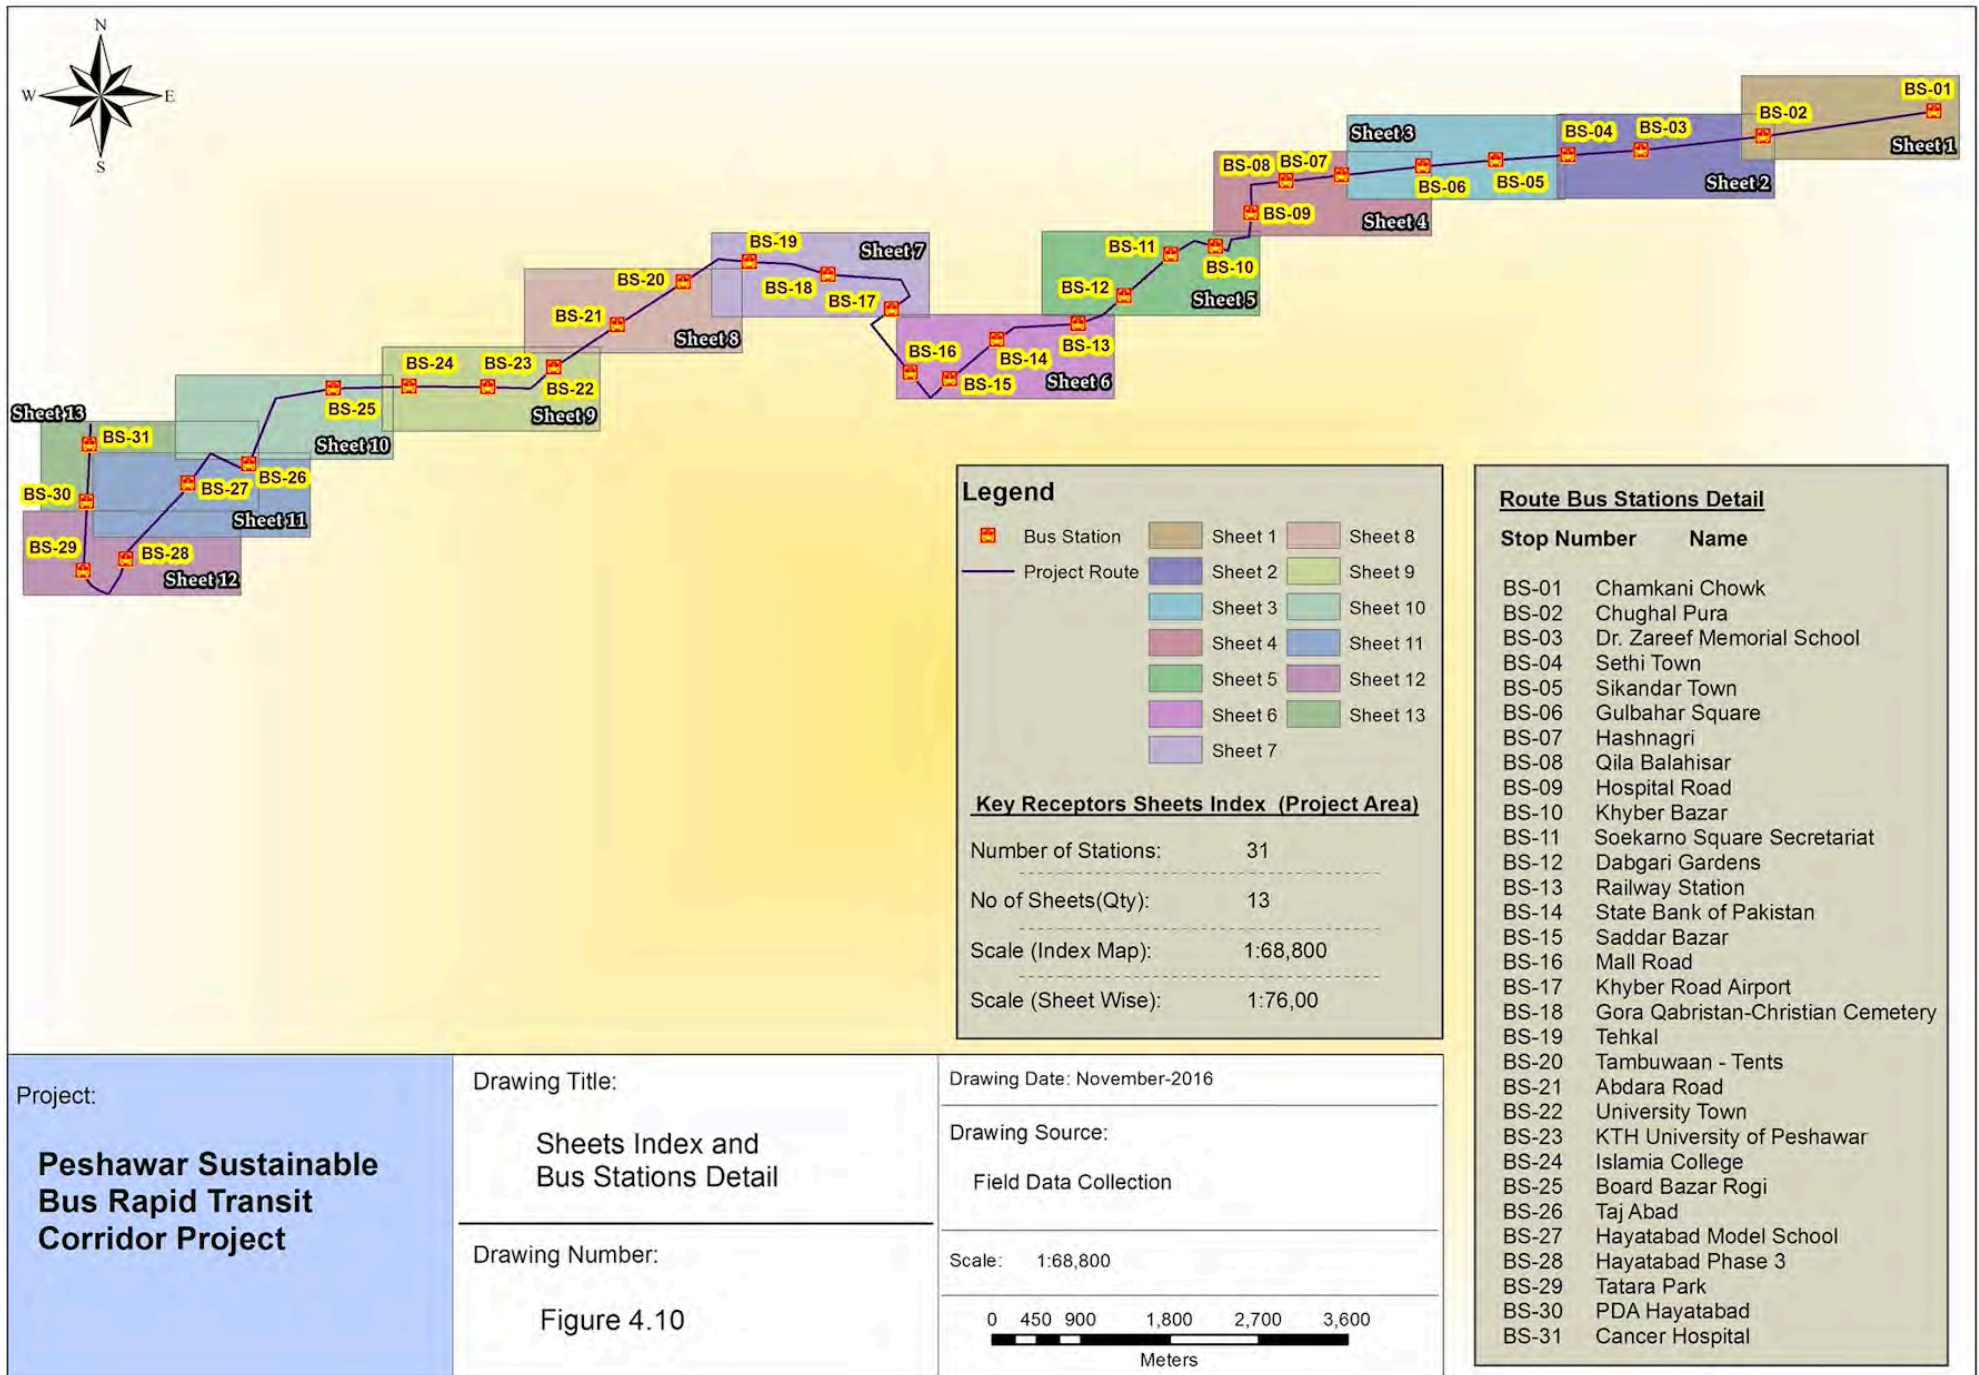 N
W E
S
BS-01
BS-02
Sheet 1
BS-04 BS-03
Sheet 3
Sheet 2
BS-08 BS-07
BS-06 BS-05
BS-09 Sheet 4
BS-11
BS-10
BS-12
Sheet 5
BS-19
Sheet 7
BS-18
BS-17
BS-20
BS-21
Sheet 8
BS-16
BS-14 BS-13
BS-15
Sheet 6
BS-24 BS-23
BS-22
Sheet 9
BS-25
Sheet 10
Sheet 13
BS-31
BS-26
BS-27
BS-30
Sheet 11
BS-29
BS-28
Sheet 12
Legend
Bus Station
Project Route
Sheet 1
Sheet 2
Sheet 3
Sheet 4
Sheet 5
Sheet 6
Sheet 7
Sheet 8
Sheet 9
Sheet 10
Sheet 11
Sheet 12
Sheet 13
Key Receptors Sheets Index (Project Area)
Number of Stations: 31
No of Sheets(Qty): 13
Scale (Index Map): 1:68,800
Scale (Sheet Wise): 1:76,00
Route Bus Stations Detail
Stop Number Name
BS-01 Chamkani Chowk
BS-02 Chughal Pura
BS-03 Dr. Zareef Memorial School
BS-04 Sethi Town
BS-05 Sikandar Town
BS-06 Gulbahar Square
BS-07 Hashnagri
BS-08 Qila Balahisar
BS-09 Hospital Road
BS-10 Khyber Bazar
BS-11 Soekarno Square Secretariat
BS-12 Dabgari Gardens
BS-13 Railway Station
BS-14 State Bank of Pakistan
BS-15 Saddar Bazar
BS-16 Mall Road
BS-17 Khyber Road Airport
BS-18 Gora Qabristan-Christian Cemetery
BS-19 Tehkal
BS-20 Tambuwaan - Tents
BS-21 Abdara Road
BS-22 University Town
BS-23 KTH University of Peshawar
BS-24 Islamia College
BS-25 Board Bazar Rogi
BS-26 Taj Abad
BS-27 Hayatabad Model School
BS-28 Hayatabad Phase 3
BS-29 Tatara Park
BS-30 PDA Hayatabad
BS-31 Cancer Hospital
Project:
Peshawar Sustainable
Bus Rapid Transit
Corridor Project
Drawing Title:
Sheets Index and
Bus Stations Detail
Drawing Number:
Figure 4.10
Drawing Date: November-2016
Drawing Source:
Field Data Collection
Scale: 1:68,800
0 450 900 1,800 2,700 3,600
Meters